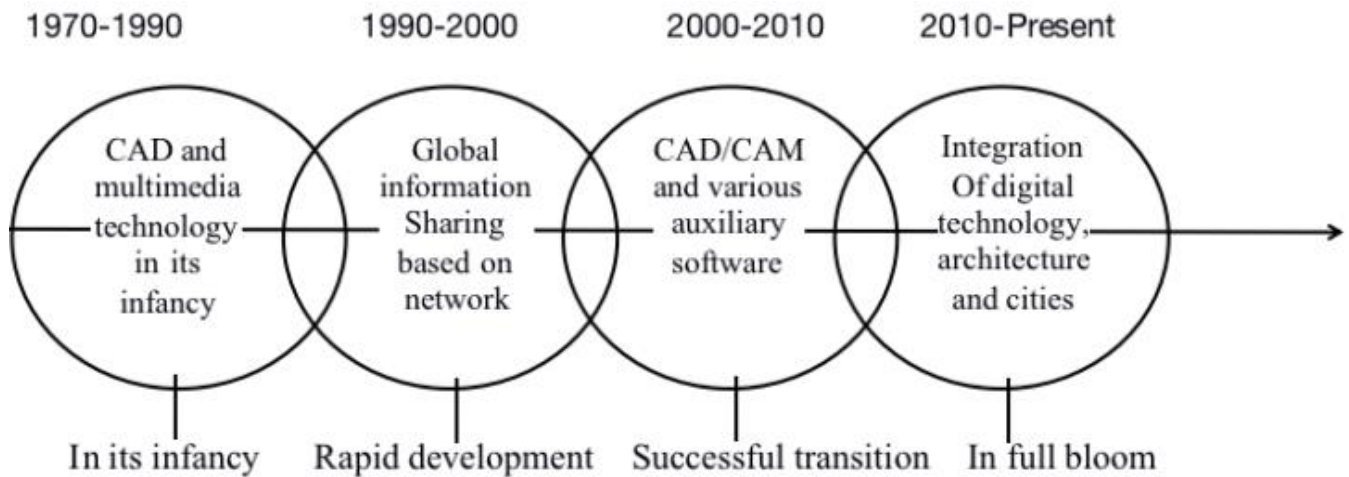 1970-1990
1990-2000
2000-2010
2010-Present
CAD and
multimedia
technology
in its
infancy
Global
information
Sharing
based on
network
CAD/CAM
and various
auxiliary
software
Integration
Of digital
technology,
architecture
and cities
In its infancy
Rapid development
Successful transition
In full bloom